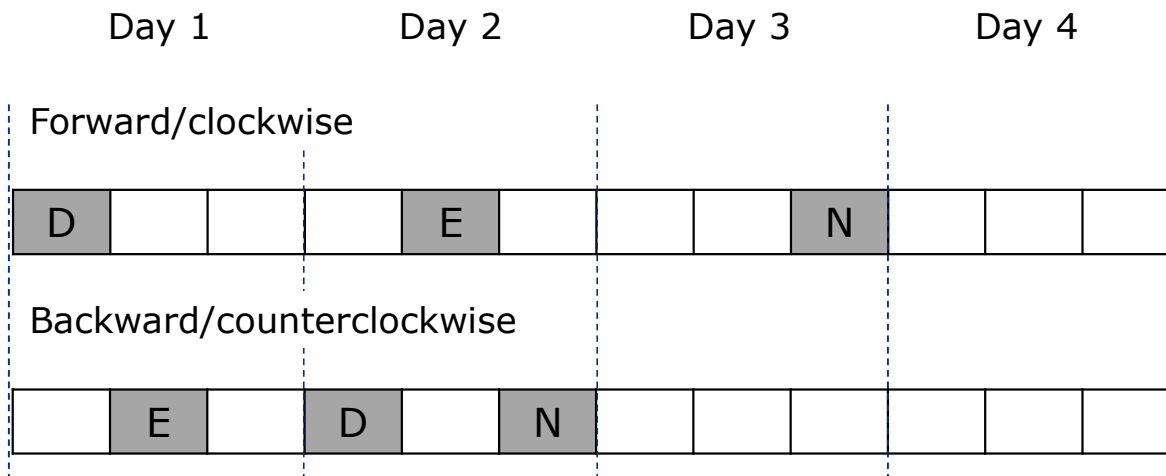 Day 1 Day 2 Day 3 Day 4
Forward/clockwise
D E N
Backward/counterclockwise
E D N